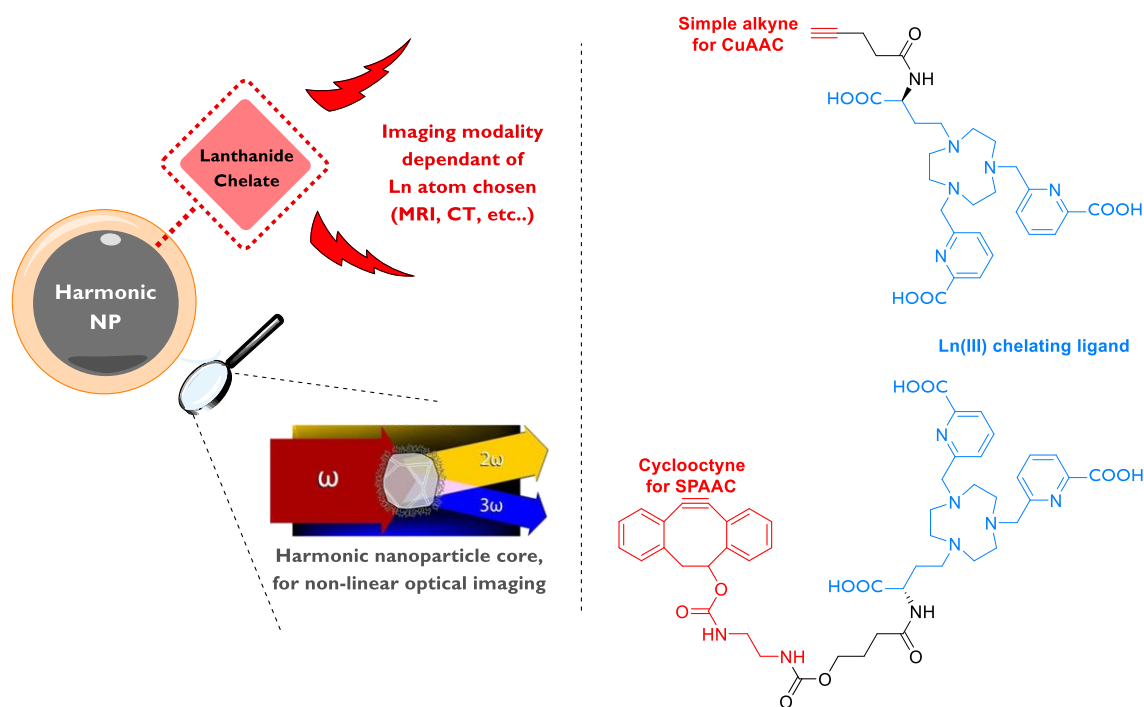 Lanthanide
Chelate
Imaging modality
dependant of
Ln atom chosen
(MRI, CT, etc..)
Harmonic
NP
ω
2ω
3ω
Harmonic nanoparticle core,
for non-linear optical imaging
Simple alkyne
for CuAAC
O
NH
HOOC
N
N
N
N
COOH
N
HOOC
Ln(III) chelating ligand
HOOC
N
N
COOH
N
N
N
HOOC
NH
O
Cyclooctyne
for SPAAC
O
O
NH
NH
O
O